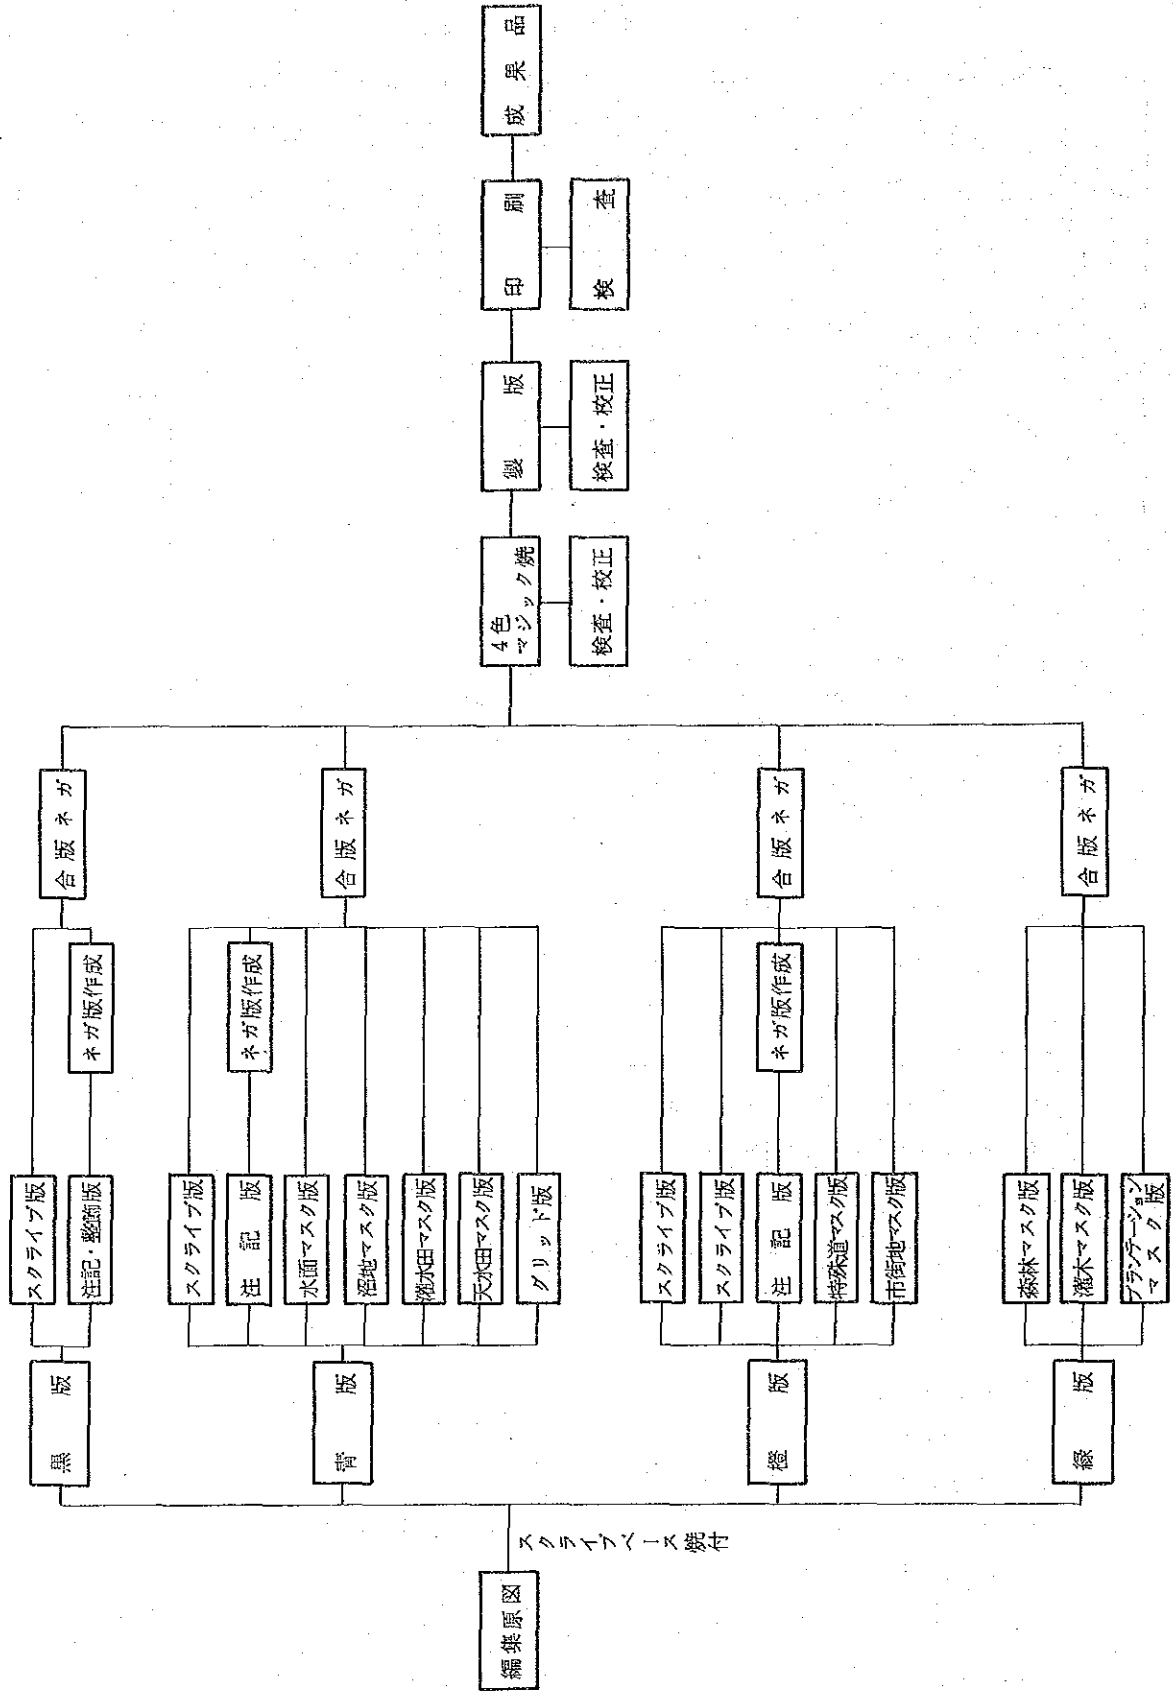 編集原図
スクライブベース焼付
黒版
スクライブ版
注記・整飾版
ネガ版作成
合版ネガ
青版
スクライブ版
注記版
水面マスク版
沼地マスク版
湛水田マスク版
天水田マスク版
グリッド版
ネガ版作成
合版ネガ
橙版
スクライブ版
スクライブ版
注記版
特殊道マスク版
市街地マスク版
ネガ版作成
合版ネガ
緑版
森林マスク版
灌木マスク版
プランテーション
マスク版
合版ネガ
4色
マジック焼
検査・校正
製版
検査・校正
印刷
検査
成果品